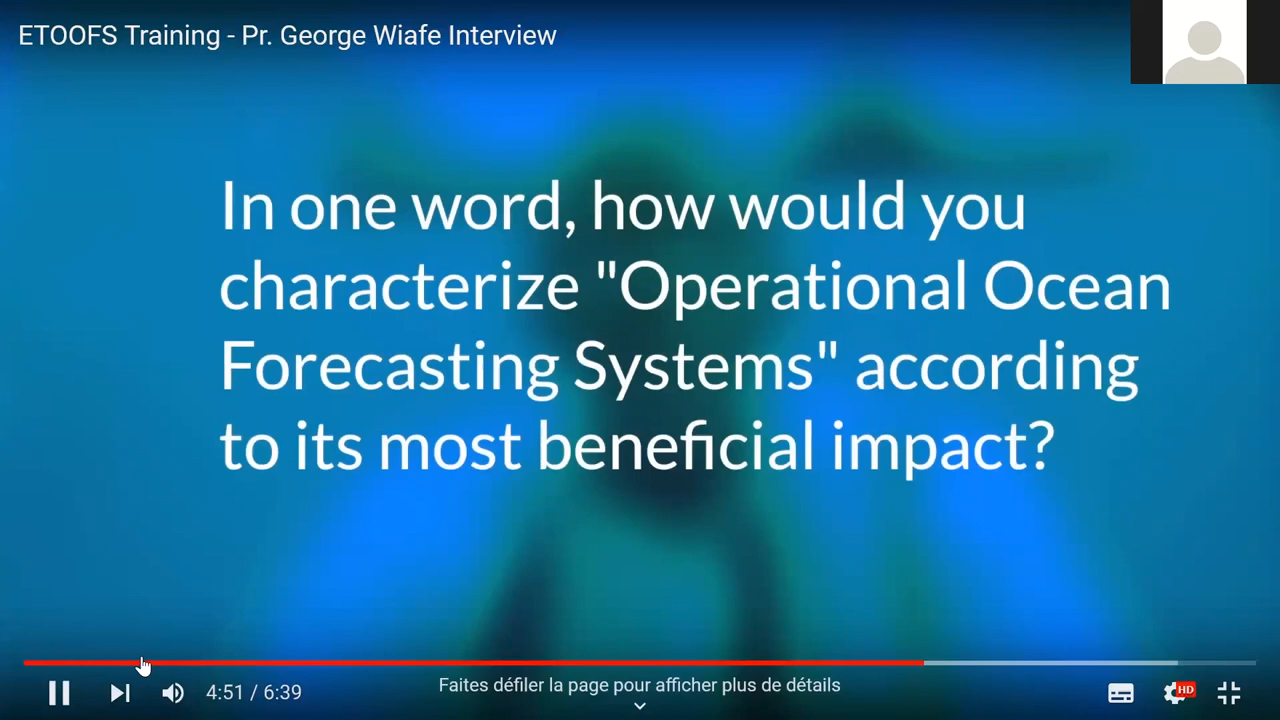 ETOOFS Training - Pr. George Wiafe Interview
In one word, how would you
characterize "Operational Ocean
Forecasting Systems" according
to its most beneficial impact?
4:51 / 6:39
Faites défiler la page pour afficher plus de détails
HD